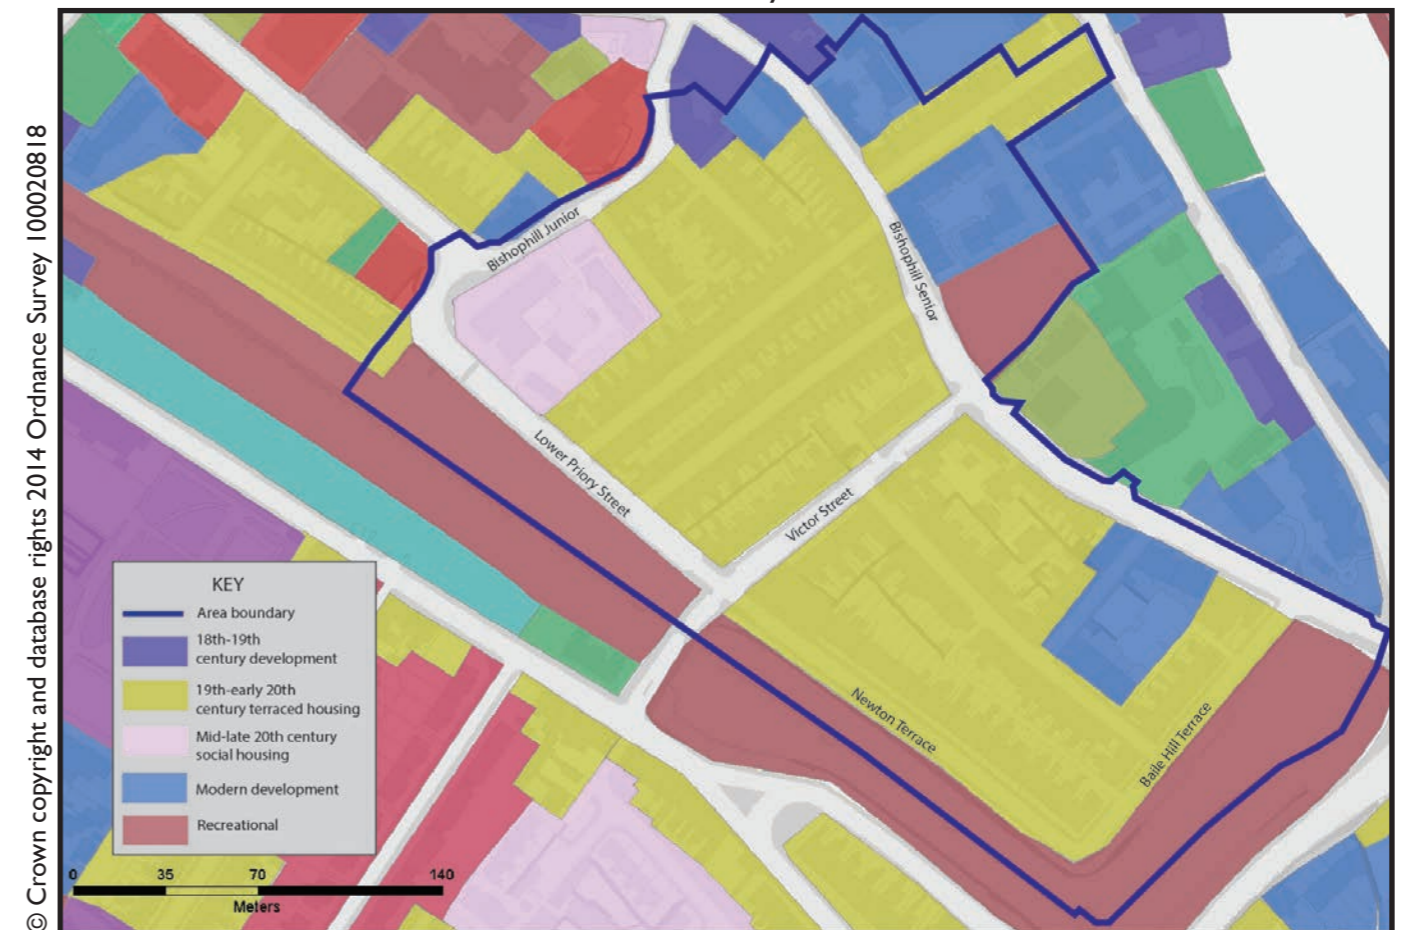 © Crown copyright and database rights 2014 Ordnance Survey 100020818
Bishophill Junior
Bishophill Senior
Lower Priory Street
Victor Street
Newton Terrace
Baile Hill Terrace
KEY
Area boundary
18th-19th
century development
19th-early 20th
century terraced housing
Mid-late 20th century
social housing
Modern development
Recreational
0 35 70 140
Meters